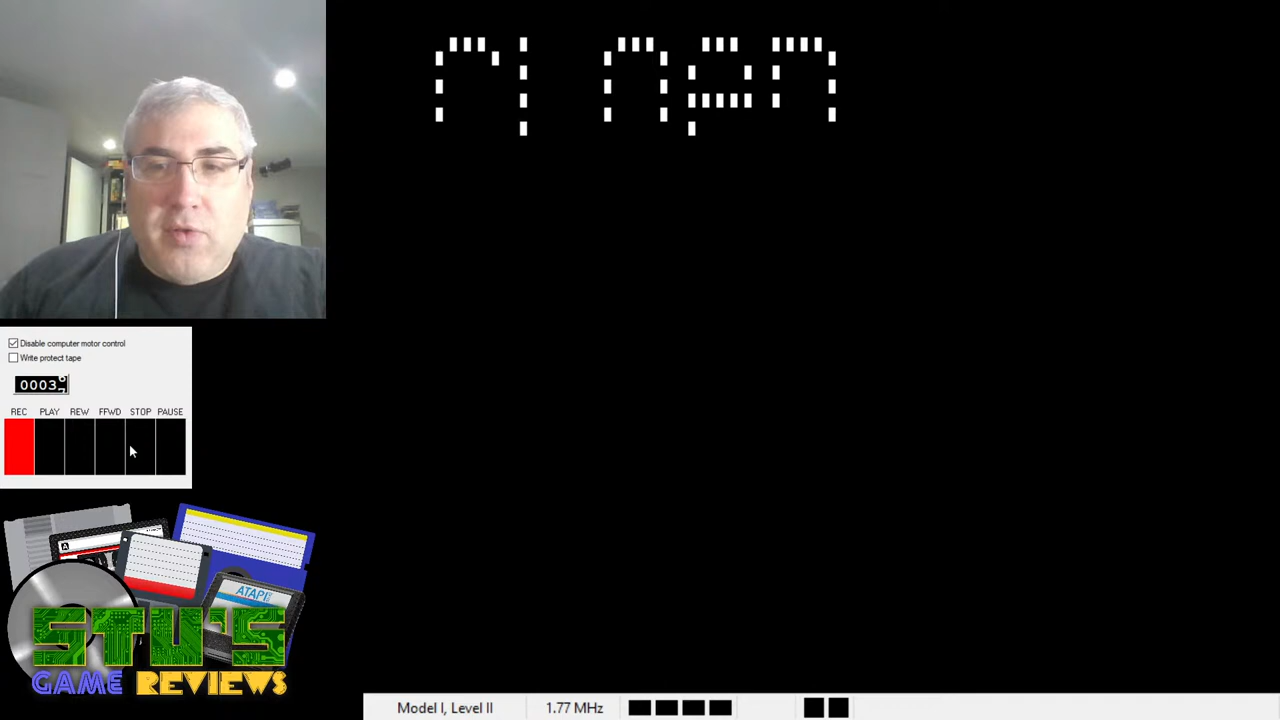 Disable computer motor control
Write protect tape
0003
REC PLAY REW FFWD STOP PAUSE
A
ATAPI
STU'S
GAME REVIEWS
Model I, Level II 1.77 MHz